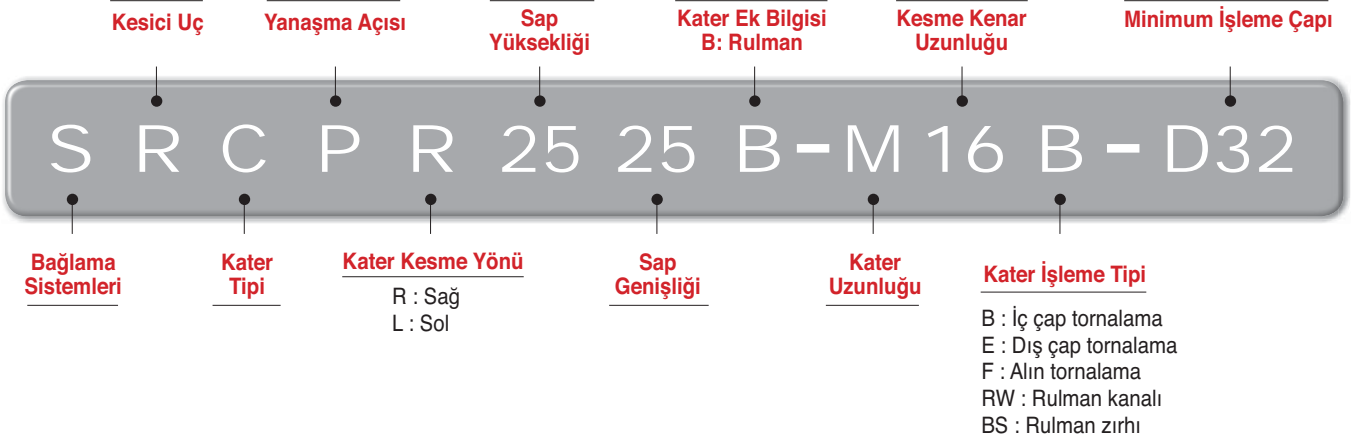 Kesici Uç
Yanaşma Açısı
Sap
Yüksekliği
Kater Ek Bilgisi
B: Rulman
Kesme Kenar
Uzunluğu
Minimum İşleme Çapı
S R C P R 25 25 B - M 16 B - D32
Bağlama
Sistemleri
Kater
Tipi
Kater Kesme Yönü
R : Sağ
L : Sol
Sap
Genişliği
Kater
Uzunluğu
Kater İşleme Tipi
B : İç çap tornalama
E : Dış çap tornalama
F : Alın tornalama
RW : Rulman kanalı
BS : Rulman zırhı